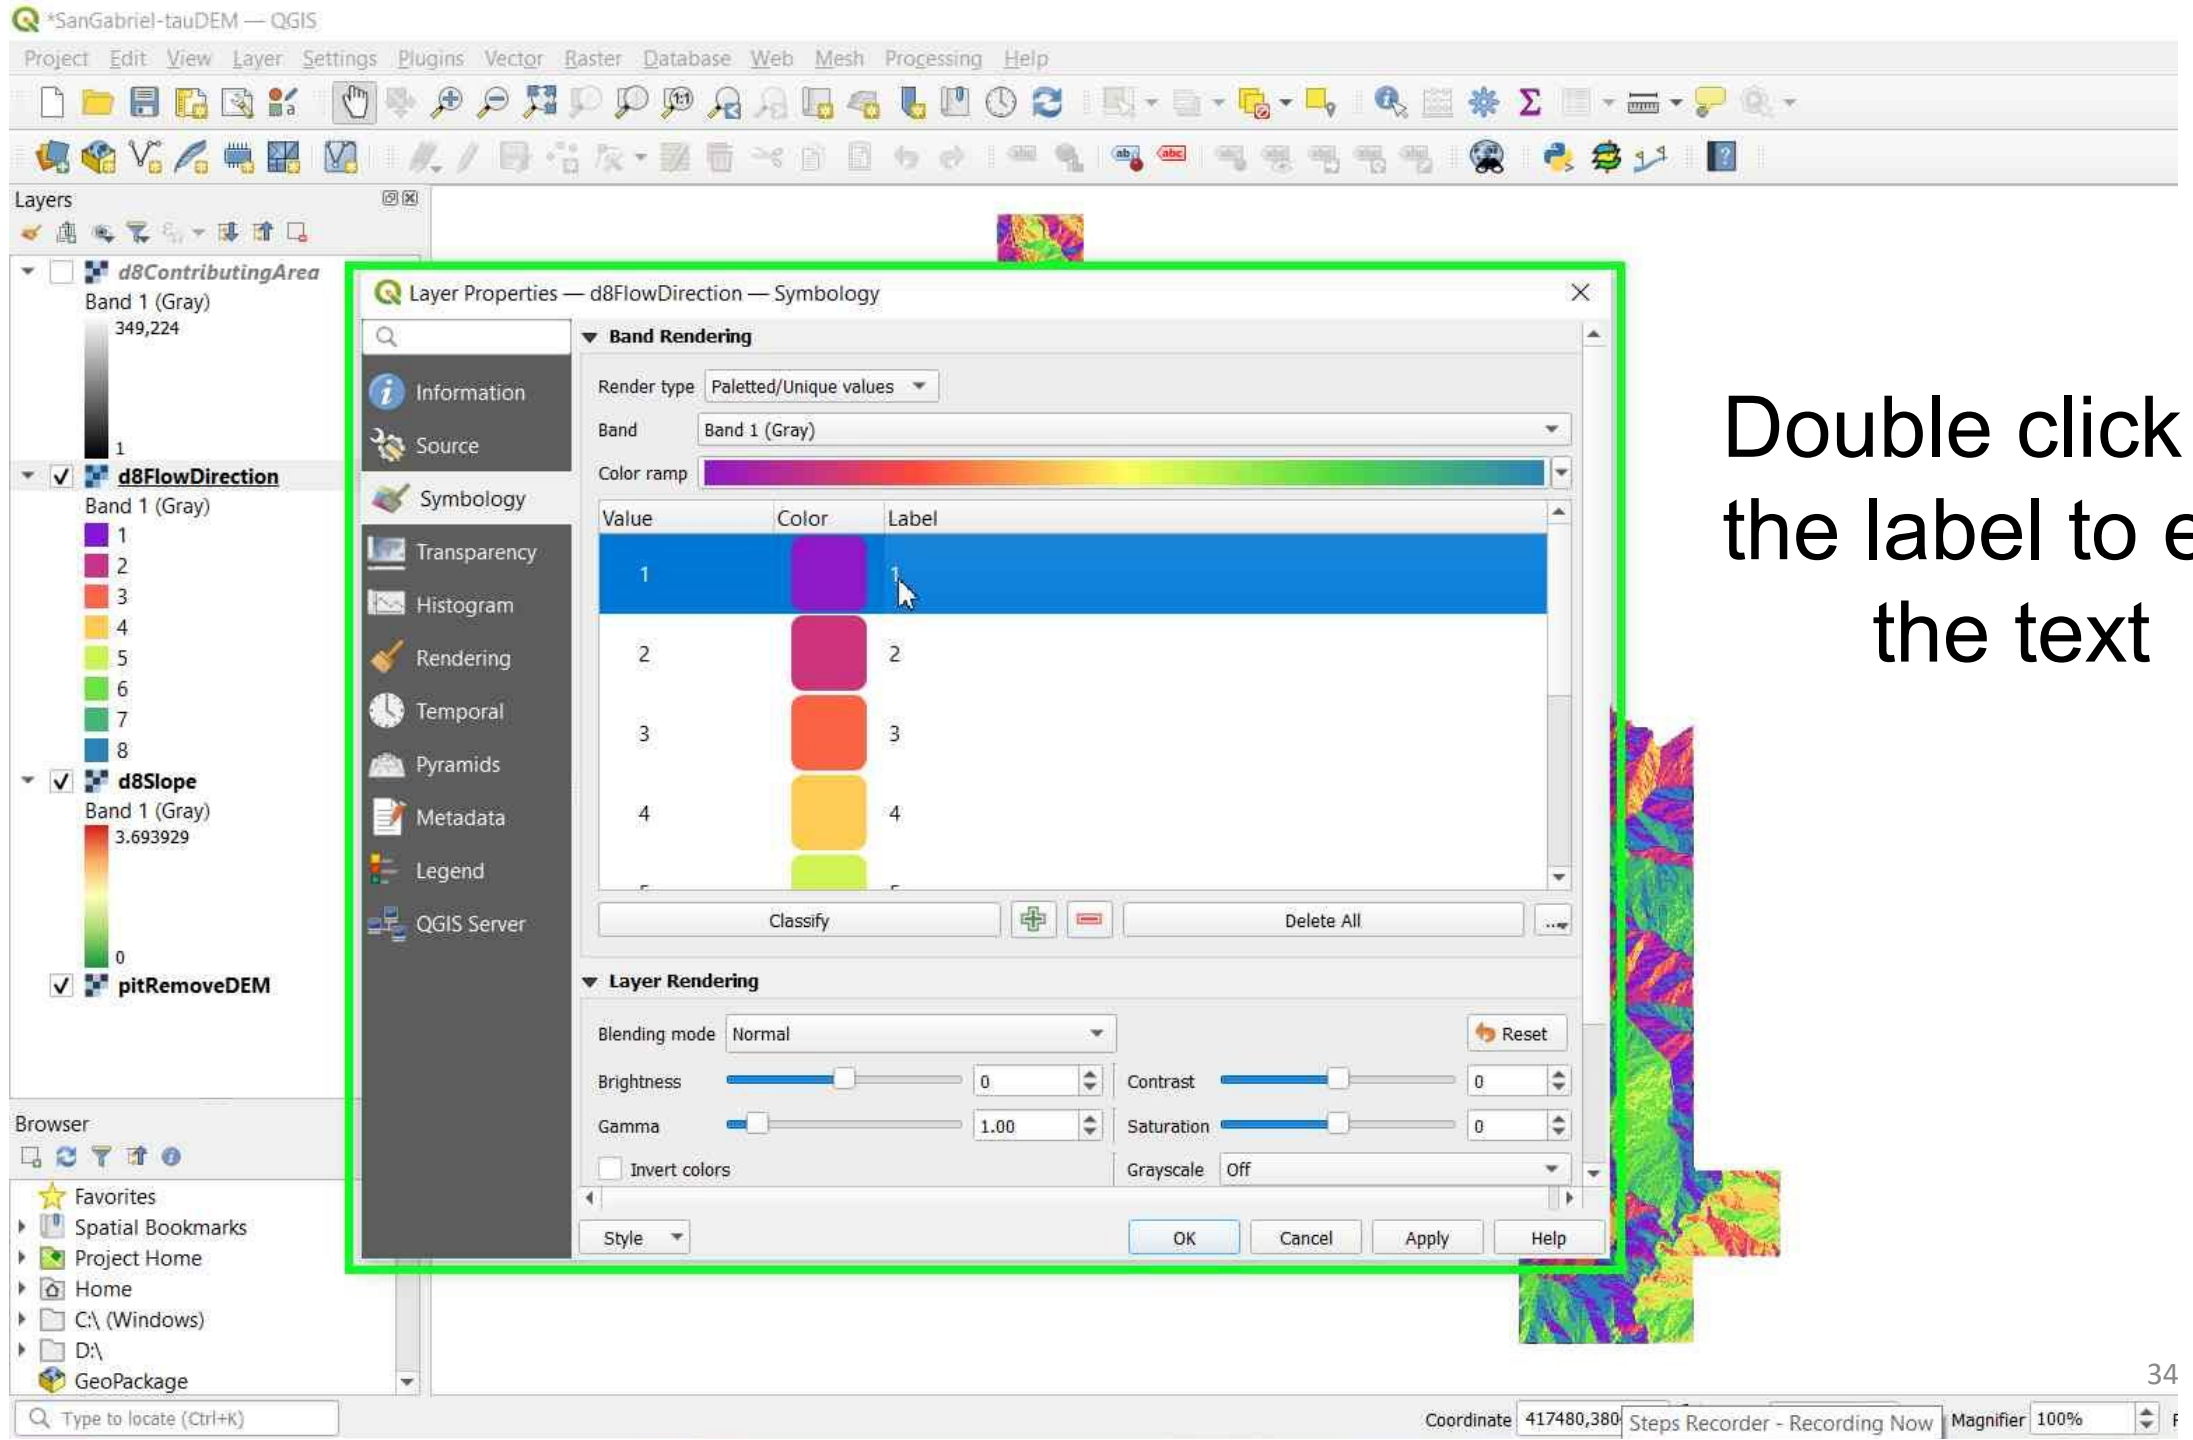 *SanGabriel-tauDEM — QGIS
Project Edit View Layer Settings Plugins Vector Raster Database Web Mesh Processing Help
Layers
d8ContributingArea
Band 1 (Gray)
349,224
1
d8FlowDirection
Band 1 (Gray)
1
2
3
4
5
6
7
8
d8Slope
Band 1 (Gray)
3.693929
0
pitRemoveDEM
Browser
Favorites
Spatial Bookmarks
Project Home
Home
C:\ (Windows)
D:\
GeoPackage
Layer Properties — d8FlowDirection — Symbology
Information
Source
Symbology
Transparency
Histogram
Rendering
Temporal
Pyramids
Metadata
Legend
QGIS Server
Band Rendering
Render type Paletted/Unique values
Band Band 1 (Gray)
Color ramp
Value Color Label
1 1
2 2
3 3
4 4
Classify Delete All ...
Layer Rendering
Blending mode Normal Reset
Brightness 0 Contrast 0
Gamma 1.00 Saturation 0
Invert colors Grayscale Off
Style OK Cancel Apply Help
Double click
the label to e
the text
34
Type to locate (Ctrl+K) Coordinate 417480,380 Steps Recorder - Recording Now Magnifier 100%